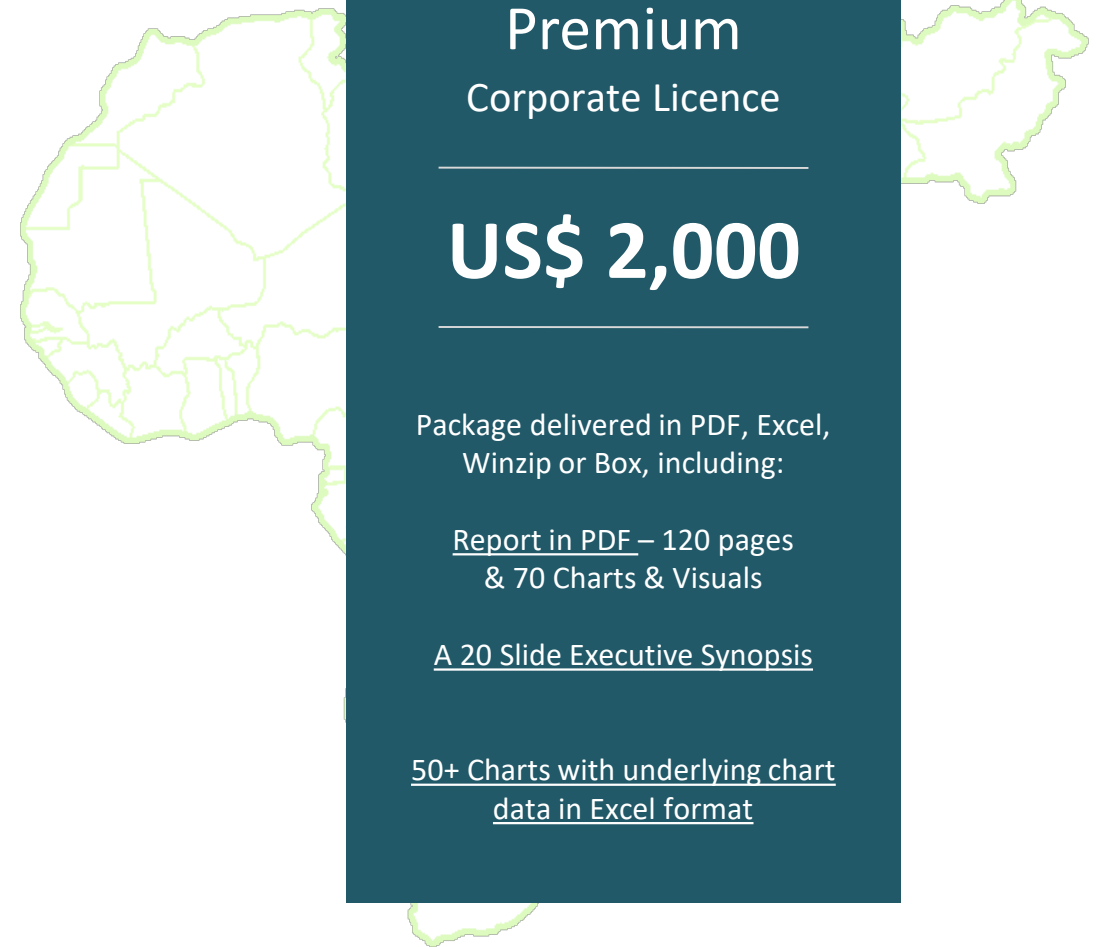 Premium
Corporate Licence
US$ 2,000
Package delivered in PDF, Excel,
Winzip or Box, including:
Report in PDF – 120 pages
& 70 Charts & Visuals
A 20 Slide Executive Synopsis
50+ Charts with underlying chart
data in Excel format